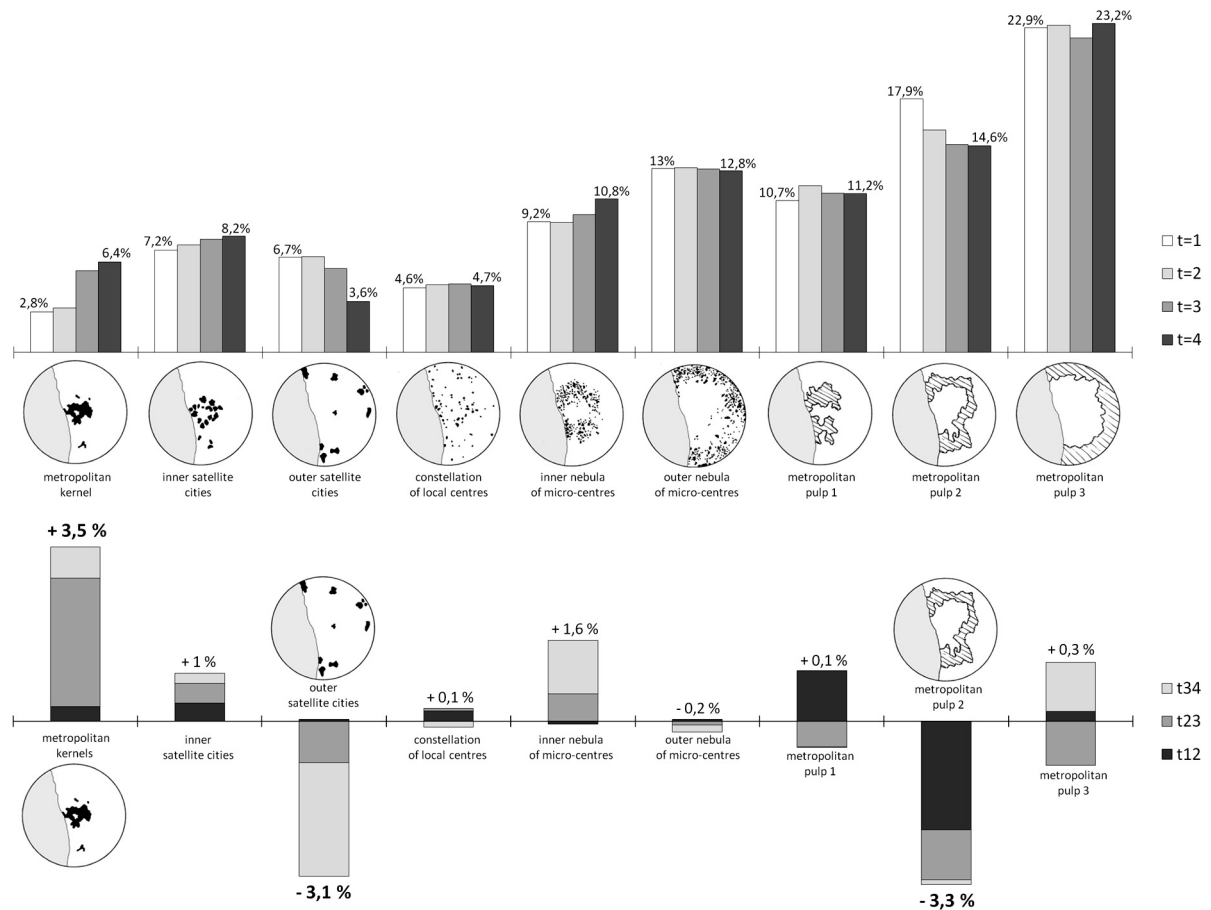 22,9%
23,2%
17,9%
14,6%
13%
12,8%
10,7%
11,2%
9,2%
10,8%
7,2%
8,2%
6,7%
3,6%
4,6%
4,7%
2,8%
6,4%
t=1
t=2
t=3
t=4
metropolitan
kernel
inner satellite
cities
outer satellite
cities
constellation
of local centres
inner nebula
of micro-centres
outer nebula
of micro-centres
metropolitan
pulp 1
metropolitan
pulp 2
metropolitan
pulp 3
+ 3,5 %
+ 1 %
outer
satellite cities
+ 0,1 %
+ 1,6 %
- 0,2 %
+ 0,1 %
metropolitan
pulp 2
+ 0,3 %
t34
t23
t12
metropolitan
kernels
inner
satellite cities
constellation
of local centres
inner nebula
of micro-centres
outer nebula
of micro-centres
metropolitan
pulp 1
metropolitan
pulp 3
- 3,1 %
- 3,3 %